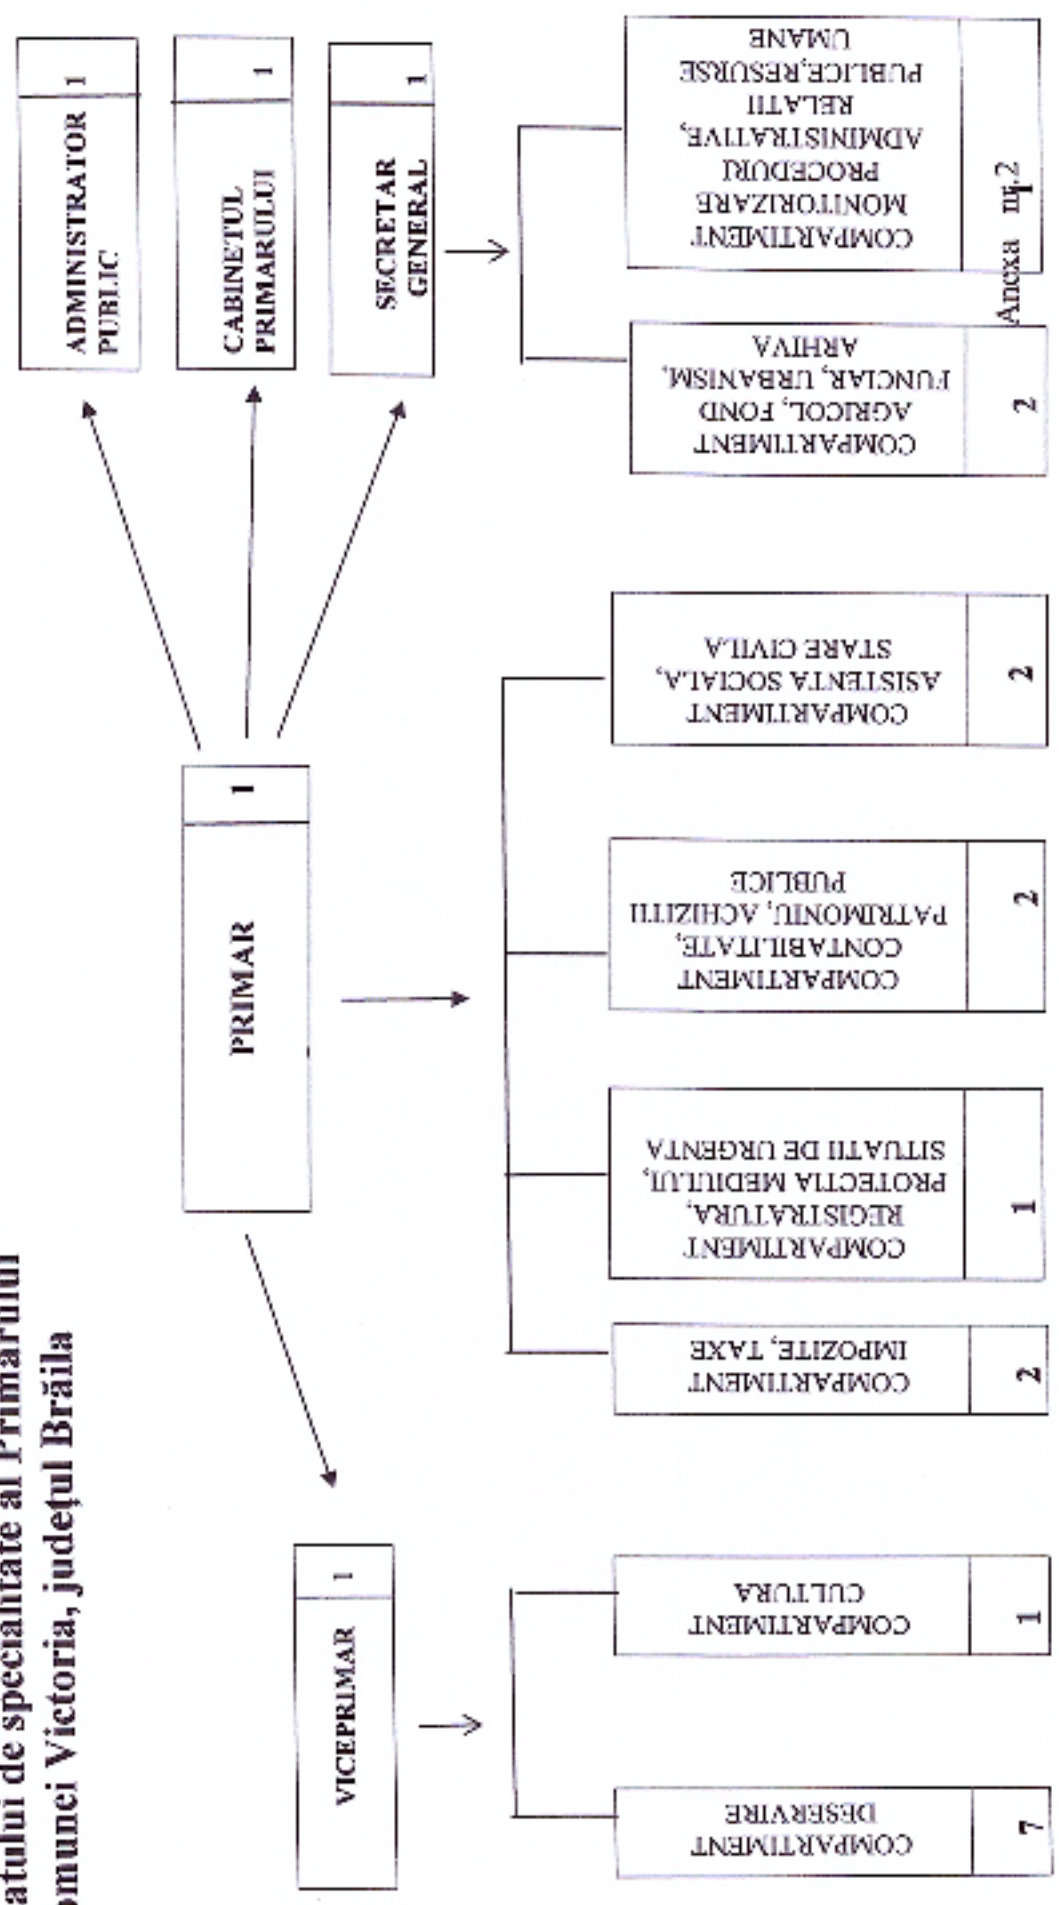 atului de specialitate al Primarului
omunei Victoria, județul Brăila
ADMINISTRATOR
PUBLIC
1
CABINETUL
PRIMARULUI
1
SECRETAR
GENERAL
1
PRIMAR
1
VICEPRIMAR
1
COMPARTIMENT
DESERVIRE
7
COMPARTIMENT
CULTURA
1
COMPARTIMENT
IMPOZITE, TAXE
2
COMPARTIMENT
REGISTRATURA,
PROTECTIA MEDIULUI,
SITUATII DE URGENTA
1
COMPARTIMENT
CONTABILITATE,
PATRIMONIU, ACHIZITII
PUBLICE
2
COMPARTIMENT
ASISTENTA SOCIALA,
STARE CIVILA
2
COMPARTIMENT
AGRICOL, FOND
FUNCIAR, URBANISM,
ARHIVA
2
COMPARTIMENT
MONITORIZARE
PROCEDURI
ADMINISTRATIVE,
RELATII
PUBLICE,RESURSE
UMANE
1
Anexa nr.2